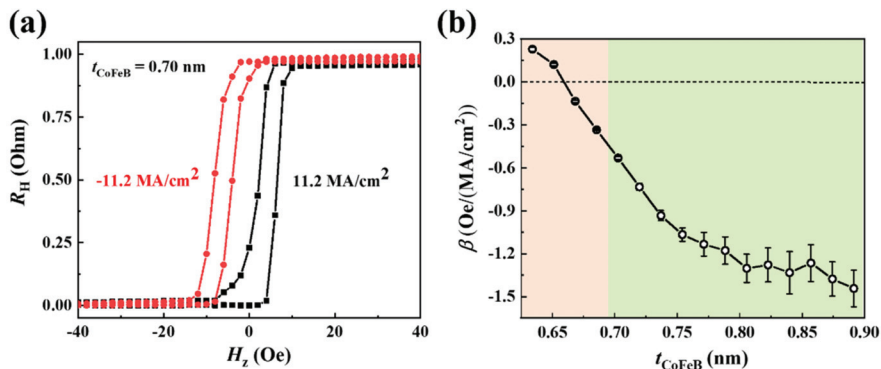 (a)
1.00
0.75
0.50
0.25
0.00
R_H (Ohm)
t_CoFeB = 0.70 nm
-11.2 MA/cm²
11.2 MA/cm²
-40
-20
0
20
40
H_z (Oe)
(b)
0.3
0.0
-0.3
-0.6
-0.9
-1.2
-1.5
β (Oe/(MA/cm²))
0.65
0.70
0.75
0.80
0.85
0.90
t_CoFeB (nm)